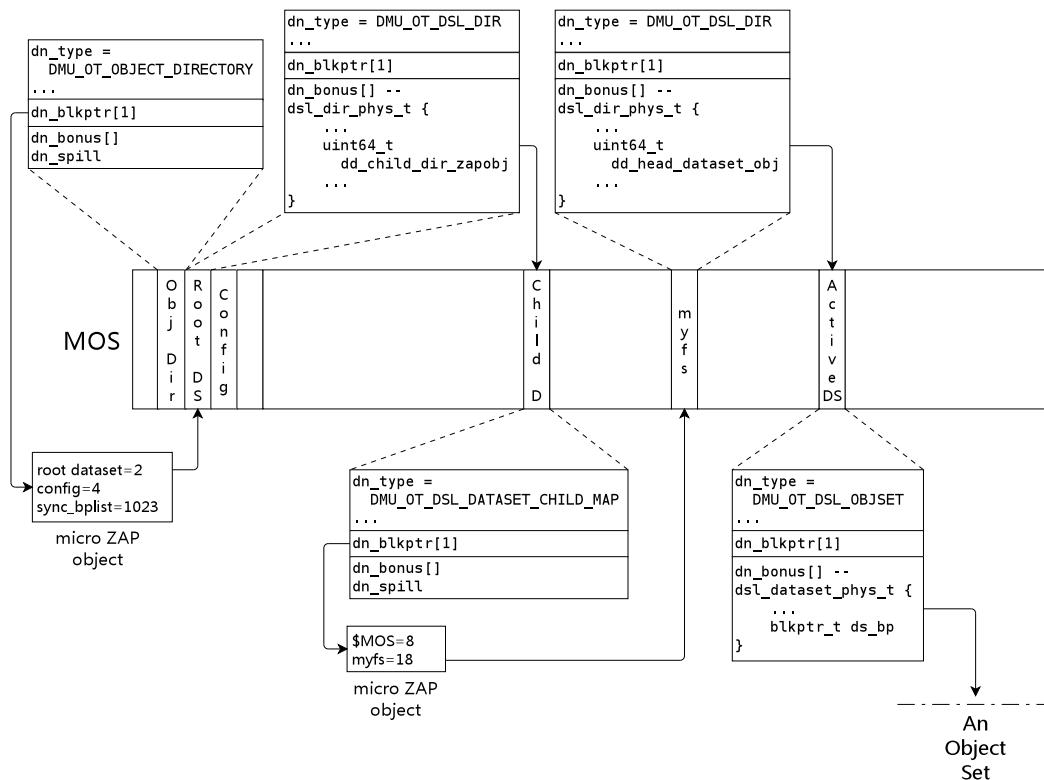 dn_type =
DMU_OT_OBJECT_DIRECTORY
...
dn_blkptr[1]
dn_bonus[]
dn_spill
dn_type = DMU_OT_DSL_DIR
...
dn_blkptr[1]
dn_bonus[] --
dsl_dir_phys_t {
...
uint64_t
dd_child_dir_zapobj
...
}
dn_type = DMU_OT_DSL_DIR
...
dn_blkptr[1]
dn_bonus[] --
dsl_dir_phys_t {
...
uint64_t
dd_head_dataset_obj
...
}
MOS
Obj Dir
Root DS
Config
Child D
myfs
Active DS
root dataset=2
config=4
sync_bplist=1023
micro ZAP
object
dn_type =
DMU_OT_DSL_DATASET_CHILD_MAP
...
dn_blkptr[1]
dn_bonus[]
dn_spill
$MOS=8
myfs=18
micro ZAP
object
dn_type =
DMU_OT_DSL_OBJSET
...
dn_blkptr[1]
dn_bonus[] --
dsl_dataset_phys_t {
...
blkptr_t ds_bp
}
An
Object
Set